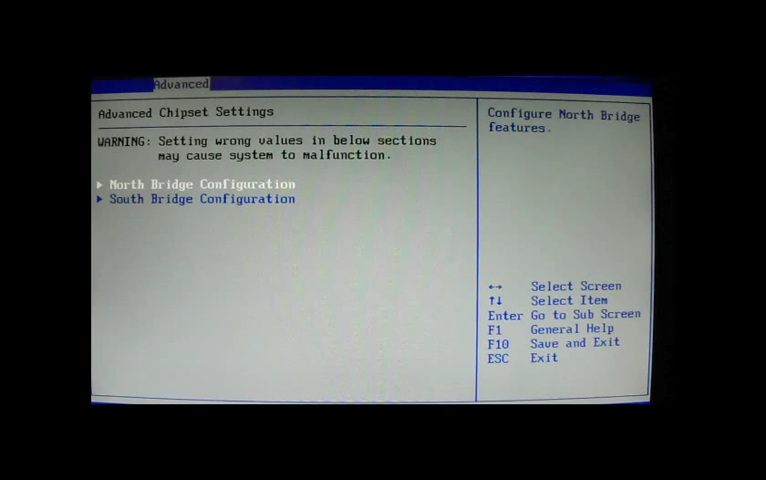 Advanced
Advanced Chipset Settings
WARNING: Setting wrong values in below sections
may cause system to malfunction.
▶ North Bridge Configuration
▶ South Bridge Configuration
Configure North Bridge
features.
↔ Select Screen
↑↓ Select Item
Enter Go to Sub Screen
F1 General Help
F10 Save and Exit
ESC Exit